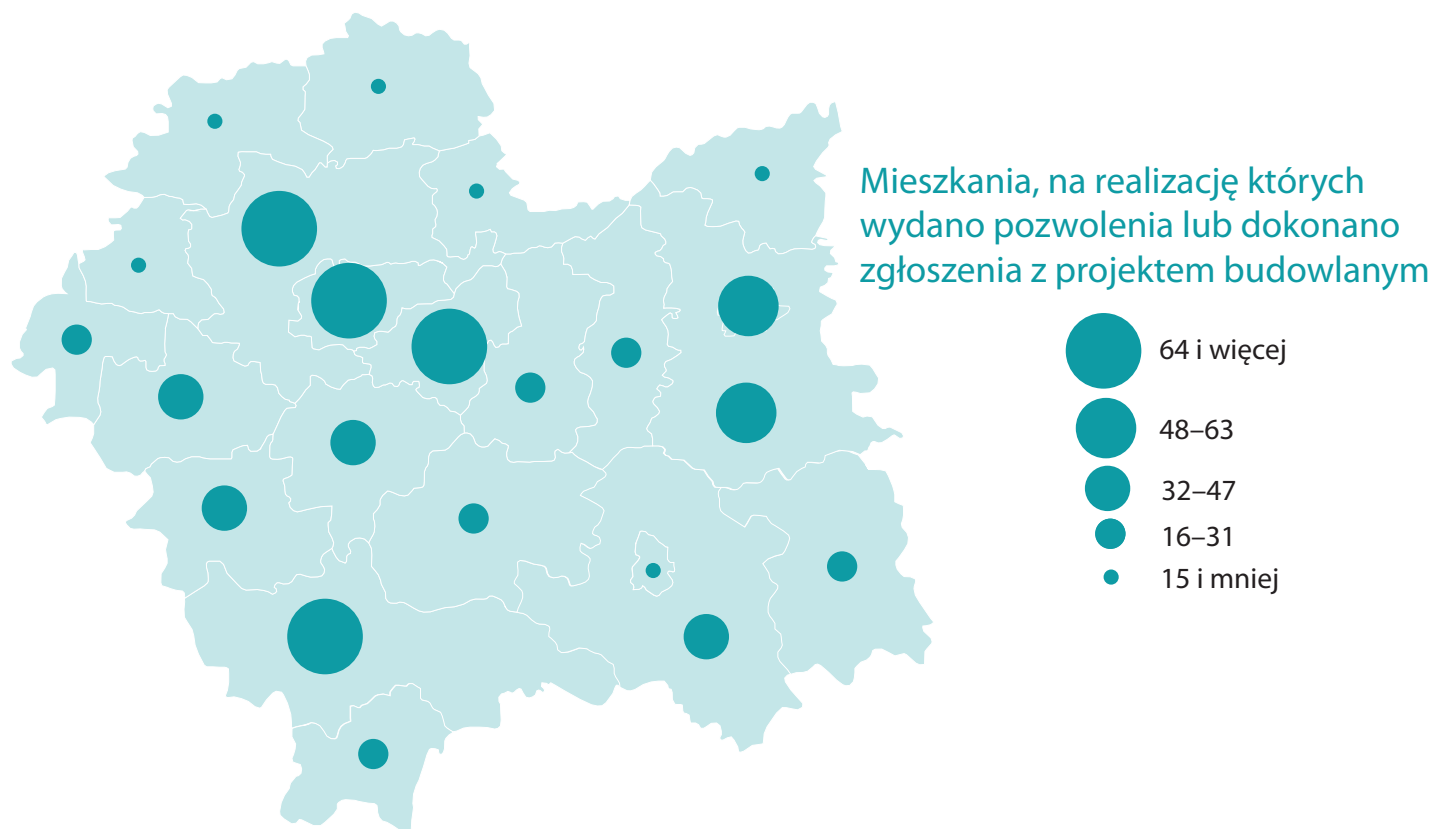 Mieszkania, na realizację których
wydano pozwolenia lub dokonano
zgłoszenia z projektem budowlanym
64 i więcej
48–63
32–47
16–31
15 i mniej